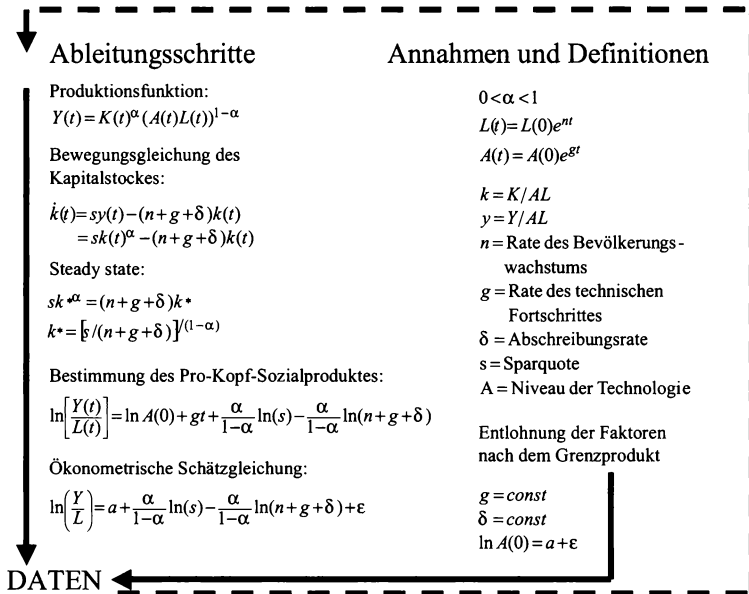 Ableitungsschritte
Produktionsfunktion:
Y(t)=K(t)^α (A(t)L(t))^{1−α}
Bewegungsgleichung des
Kapitalstockes:
k̇(t)=sy(t)−(n+g+δ)k(t)
=sk(t)^α −(n+g+δ)k(t)
Steady state:
sk*^α =(n+g+δ)k*
k*=[s/(n+g+δ)]^{/(1−α)}
Bestimmung des Pro-Kopf-Sozialproduktes:
ln[Y(t)/L(t)]=ln A(0)+gt+α/(1−α) ln(s)−α/(1−α) ln(n+g+δ)
Ökonometrische Schätzgleichung:
ln(Y/L)=a+α/(1−α) ln(s)−α/(1−α) ln(n+g+δ)+ε
Annahmen und Definitionen
0<α<1
L(t)=L(0)e^{nt}
A(t)=A(0)e^{gt}
k=K/AL
y=Y/AL
n=Rate des Bevölkerungs-
wachstums
g=Rate des technischen
Fortschrittes
δ=Abschreibungsrate
s=Sparquote
A=Niveau der Technologie
Entlohnung der Faktoren
nach dem Grenzprodukt
g=const
δ=const
ln A(0)=a+ε
DATEN